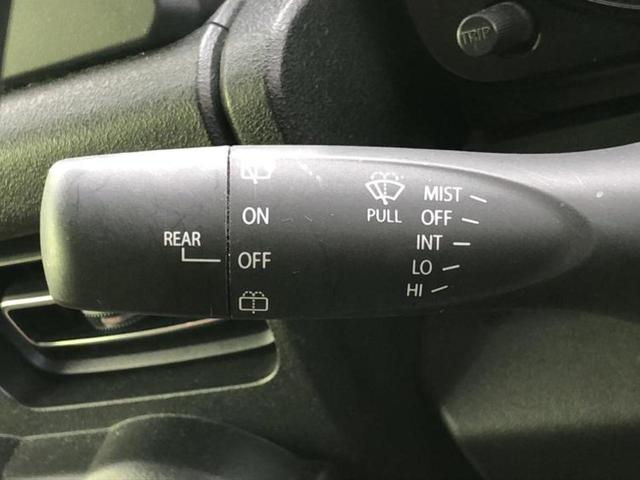 TRIP
MIST
ON
PULL
OFF
REAR
INT
OFF
LO
HI